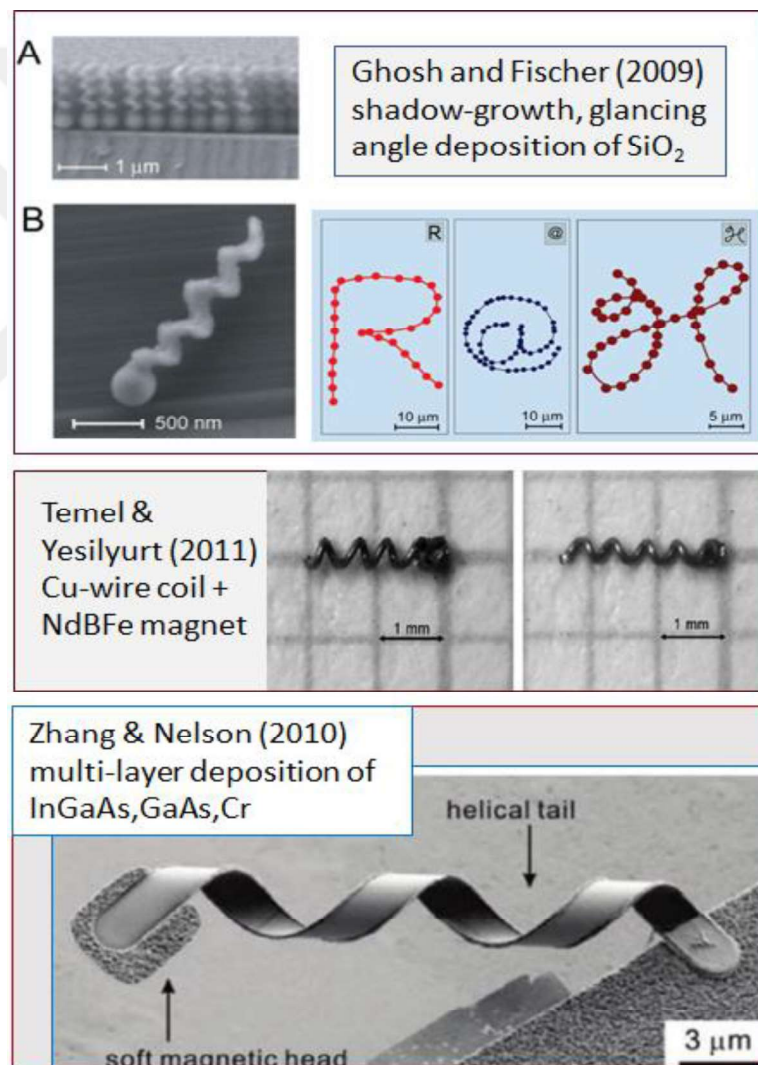 A
1 μm
Ghosh and Fischer (2009)
shadow-growth, glancing
angle deposition of SiO₂
B
500 nm
R
10 μm
@
10 μm
5 μm
Temel &
Yesilyurt (2011)
Cu-wire coil +
NdBFe magnet
1 mm
1 mm
Zhang & Nelson (2010)
multi-layer deposition of
InGaAs,GaAs,Cr
helical tail
soft magnetic head
3 μm